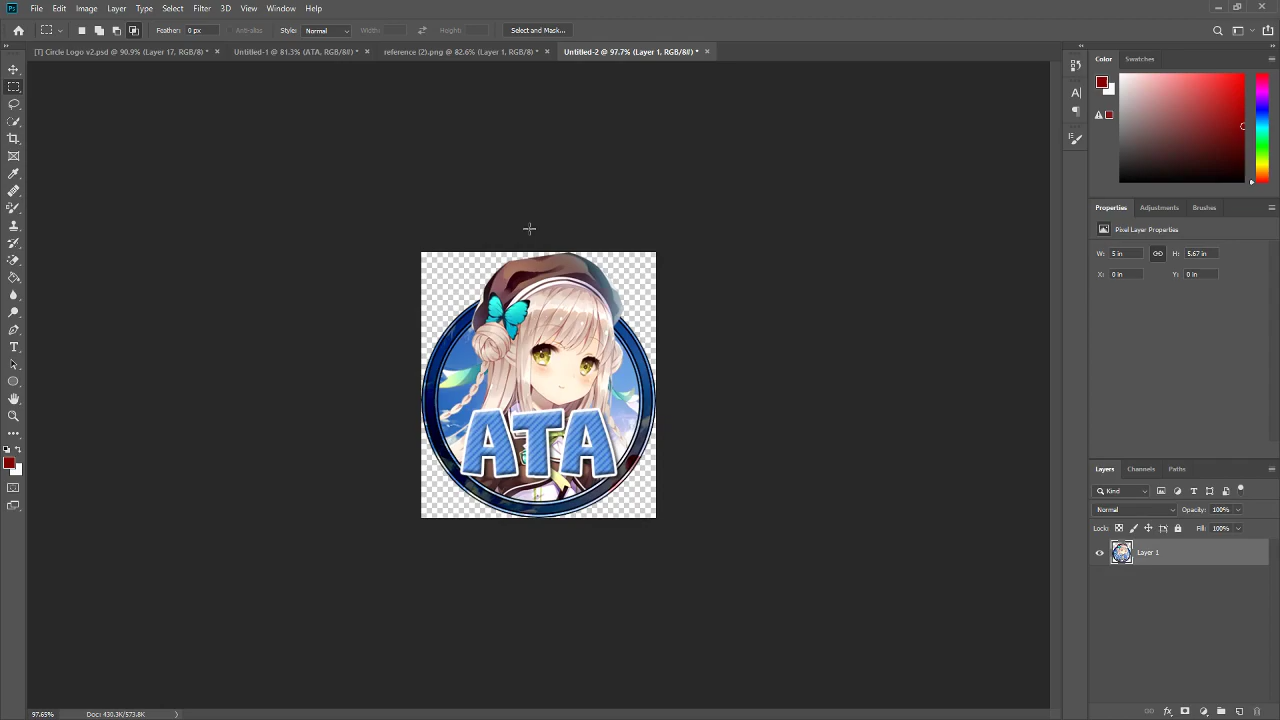 Ps File Edit Image Layer Type Select Filter 3D View Window Help
Feather: 0 px Anti-alias Style: Normal Width: Height: Select and Mask...
[T] Circle Logo v2.psd @ 90.9% (Layer 17, RGB/8) * × Untitled-1 @ 81.3% (ATA, RGB/8#) * × reference (2).png @ 82.6% (Layer 1, RGB/8) * × Untitled-2 @ 97.7% (Layer 1, RGB/8#) * ×
Color Swatches
Properties Adjustments Brushes
Pixel Layer Properties
W: 5 in H: 5.67 in
X: 0 in Y: 0 in
ATA
Layers Channels Paths
Kind
Normal Opacity: 100%
Lock: Fill: 100%
Layer 1
97.65% Doc: 430.3K/573.8K